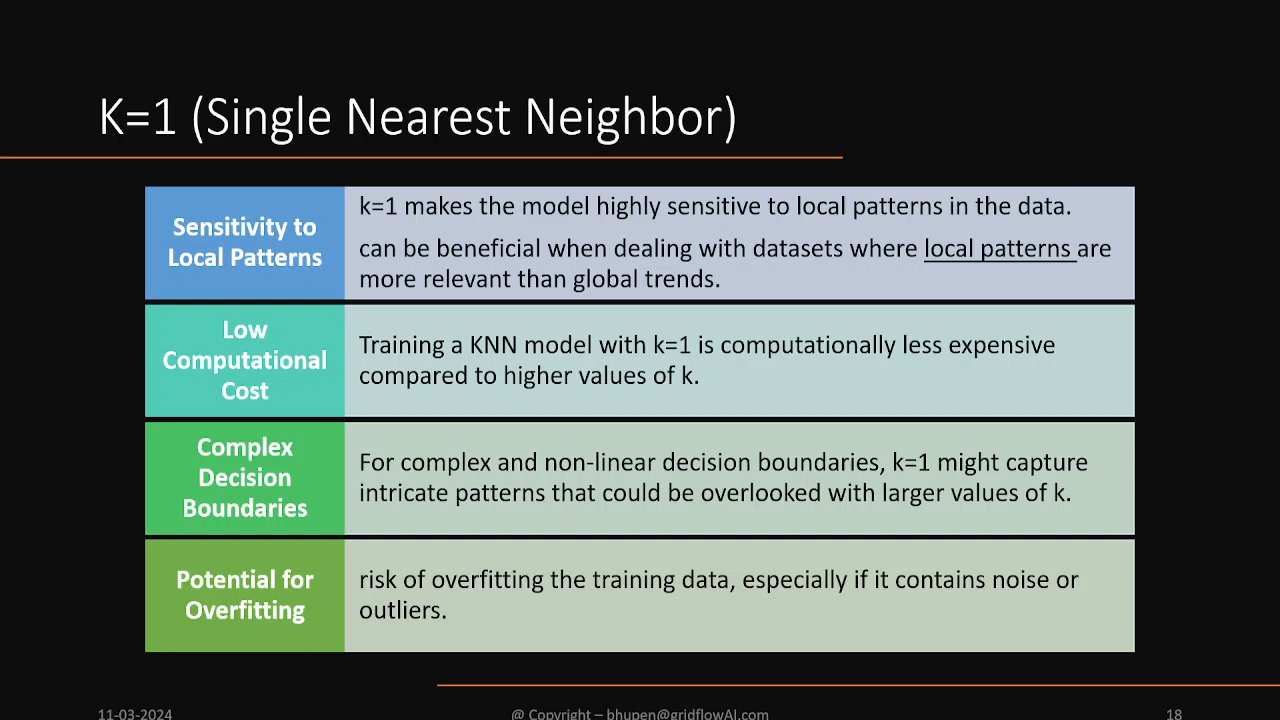 K=1 (Single Nearest Neighbor)
Sensitivity to
Local Patterns
k=1 makes the model highly sensitive to local patterns in the data.
can be beneficial when dealing with datasets where local patterns are
more relevant than global trends.
Low
Computational
Cost
Training a KNN model with k=1 is computationally less expensive
compared to higher values of k.
Complex
Decision
Boundaries
For complex and non-linear decision boundaries, k=1 might capture
intricate patterns that could be overlooked with larger values of k.
Potential for
Overfitting
risk of overfitting the training data, especially if it contains noise or
outliers.
11-03-2024
@ Copyright – bhupen@gridflowAI.com
18